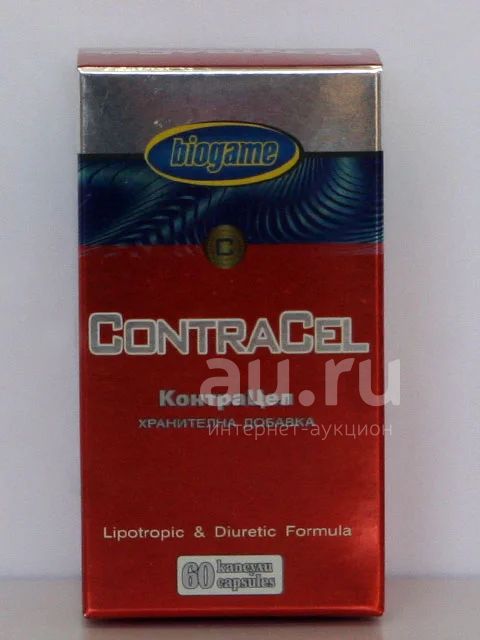 biogame
C
CONTRACEL
au.ru
КонтраЦел
ХРАНИТЕЛНА ДОБАВКА
интернет-аукцион
Lipotropic & Diuretic Formula
60 капсули
capsules